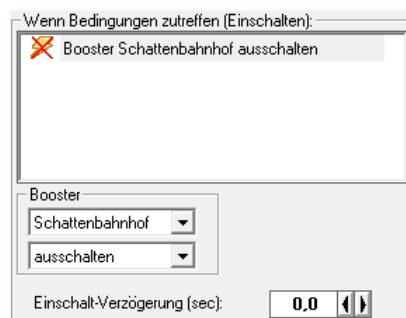 Wenn Bedingungen zutreffen (Einschalten):
Booster Schattenbahnhof ausschalten
Booster
Schattenbahnhof
ausschalten
Einschalt-Verzögerung (sec): 0,0